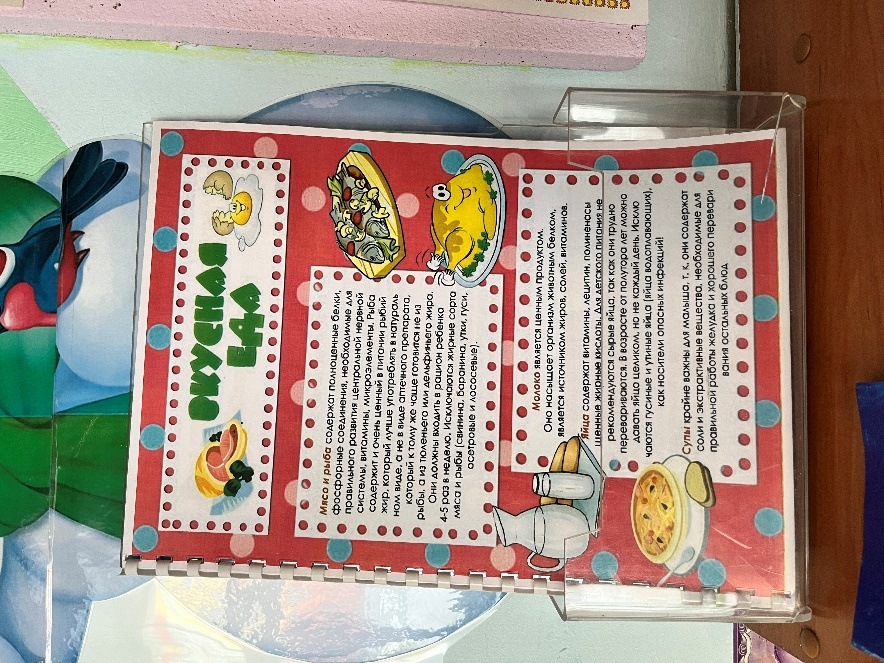 ВКУСНАЯ
ЕДА
Мясо и рыба содержат полноценные белки,
фосфорные соединения, необходимые для
правильного развития центральной нервной
системы, витамины, микроэлементы. Рыба
содержит и очень ценный в питании рыбий
жир, который лучше употреблять в натураль
ном виде, а не в виде аптечного препарата,
который к тому же чаще готовится не из
рыбы, а из тюленьего или дельфиньего жира.
Они должны входить в рацион ребенка
4-5 раз в неделю. Исключаются жирные сорта
мяса и рыбы (свинина, баранина, утки, гуси,
осетровые и лососевые).
Молоко является ценным продуктом.
Оно насыщает организм животным белком,
является источником жиров, солей, витаминов.
Яйца содержат витамины, лецитин, полиненасы
щенные жирные кислоты. Для детского питания не
рекомендуются сырые яйца, так как они трудно
перевариваются. В возрасте от полутора лет можно
давать яйцо целиком, но не каждый день. Исклю
чаются гусиные и утиные яйца (яйца водоплавающих),
как носители опасных инфекций!
Супы крайне важны для малыша, т. к. они содержат
соли и экстрактивные вещества, необходимые для
правильной работы желудка и хорошего перевари
вания остальных блюд